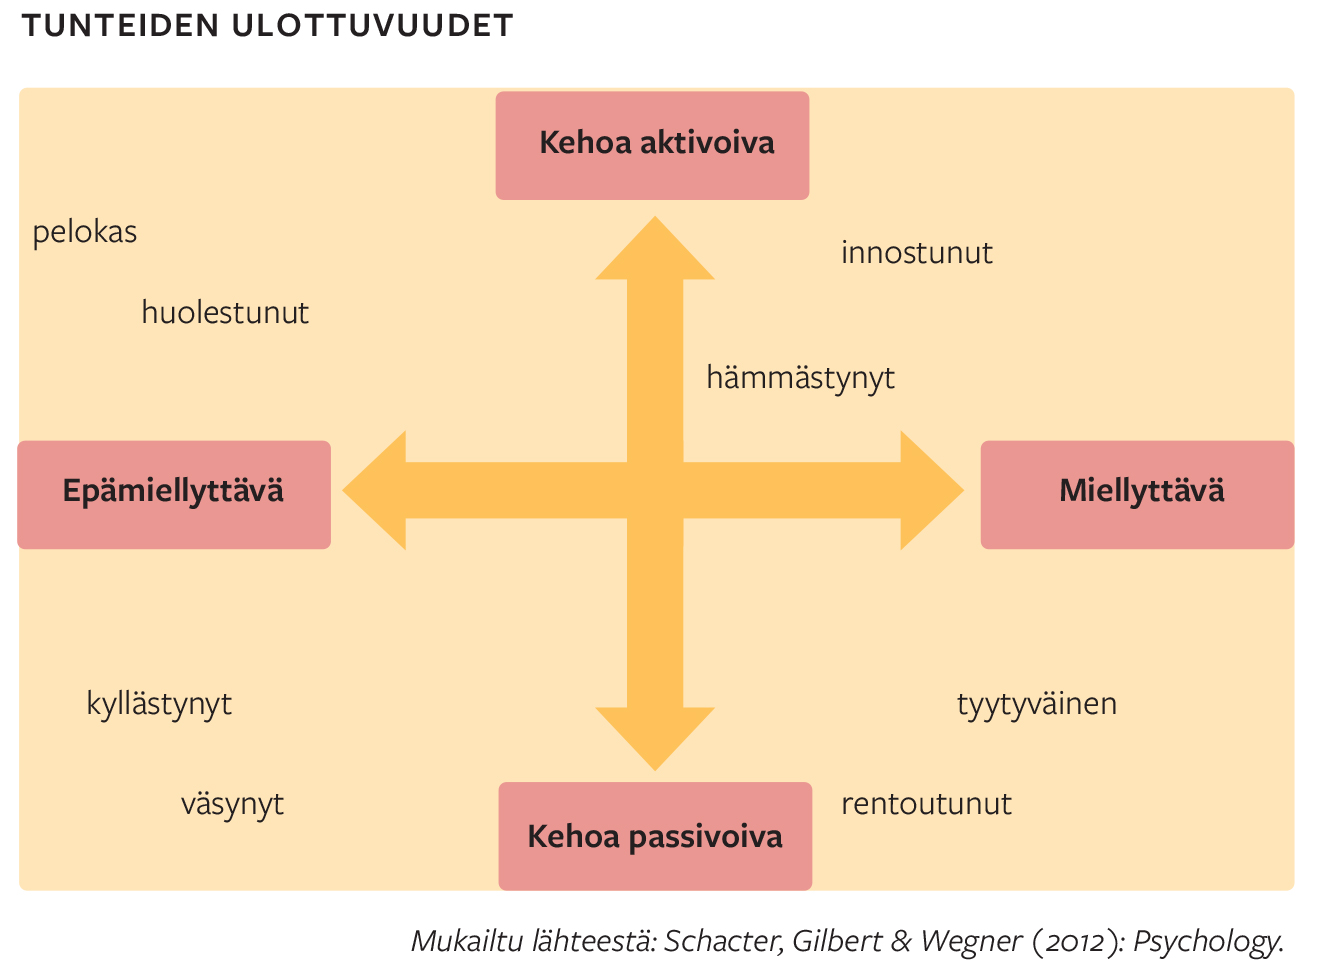 TUNTEIDEN ULOTTUVUUDET
Kehoa aktivoiva
pelokas
innostunut
huolestunut
hämmästynyt
Epämiellyttävä
Miellyttävä
kyllästynyt
tyytyväinen
väsynyt
rentoutunut
Kehoa passivoiva
Mukailtu lähteestä: Schacter, Gilbert & Wegner (2012): Psychology.